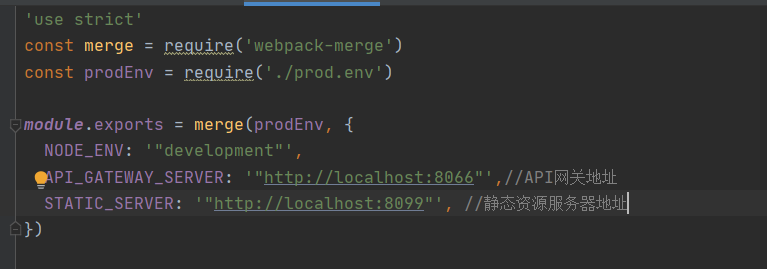 'use strict'
const merge = require('webpack-merge')
const prodEnv = require('./prod.env')
module.exports = merge(prodEnv, {
NODE_ENV: '"development"',
API_GATEWAY_SERVER: '"http://localhost:8066"',//API网关地址
STATIC_SERVER: '"http://localhost:8099"', //静态资源服务器地址
})